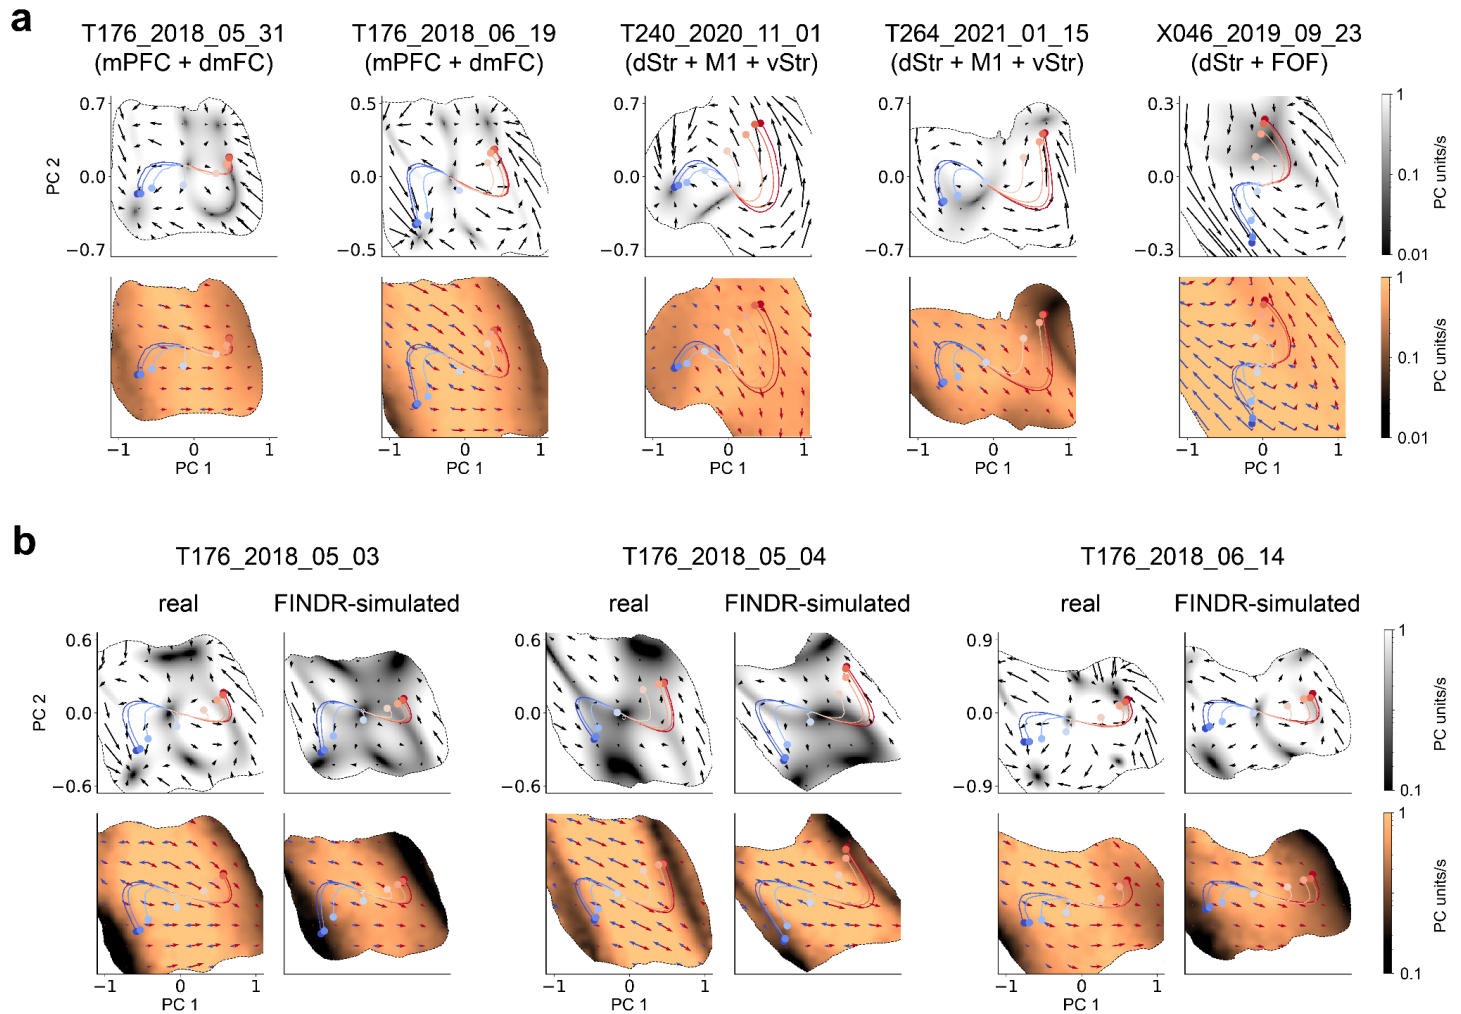 a
T176_2018_05_31
(mPFC + dmFC)
T176_2018_06_19
(mPFC + dmFC)
T240_2020_11_01
(dStr + M1 + vStr)
T264_2021_01_15
(dStr + M1 + vStr)
X046_2019_09_23
(dStr + FOF)
0.7
0.0
−0.7
PC 2
0.5
0.0
−0.5
0.7
0.0
−0.7
0.7
0.0
−0.7
0.3
0.0
−0.3
1
0.1
0.01
PC units/s
−1 0 1
PC 1
−1 0 1
PC 1
−1 0 1
PC 1
−1 0 1
PC 1
−1 0 1
PC 1
1
0.1
0.01
PC units/s
b
T176_2018_05_03
T176_2018_05_04
T176_2018_06_14
real
FINDR-simulated
real
FINDR-simulated
real
FINDR-simulated
0.6
0.0
−0.6
PC 2
0.6
0.0
−0.6
0.9
0.0
−0.9
1
0.1
PC units/s
−1 0 1
PC 1
−1 0 1
PC 1
−1 0 1
PC 1
1
0.1
PC units/s